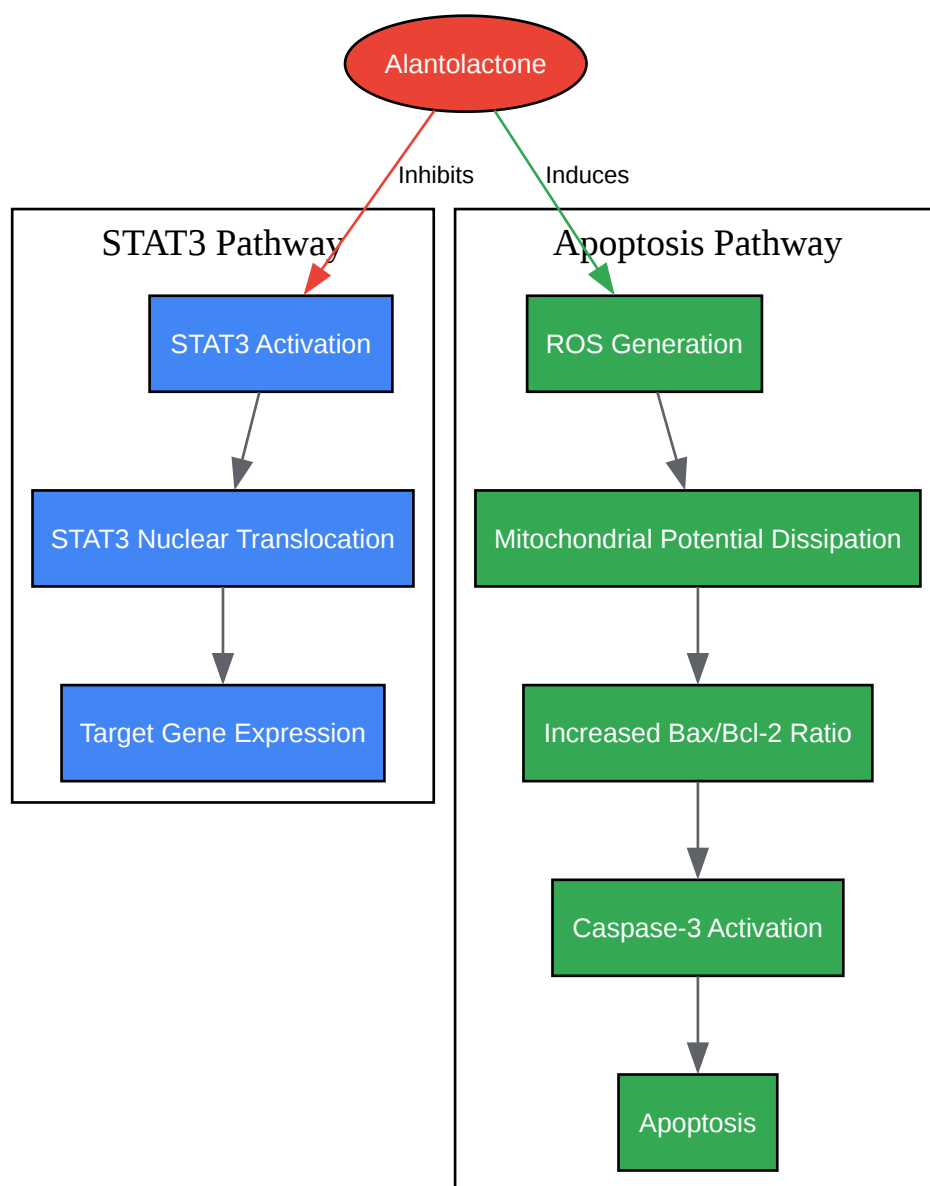 Alantolactone
Inhibits
Induces
STAT3 Pathway
Apoptosis Pathway
STAT3 Activation
ROS Generation
STAT3 Nuclear Translocation
Mitochondrial Potential Dissipation
Target Gene Expression
Increased Bax/Bcl-2 Ratio
Caspase-3 Activation
Apoptosis